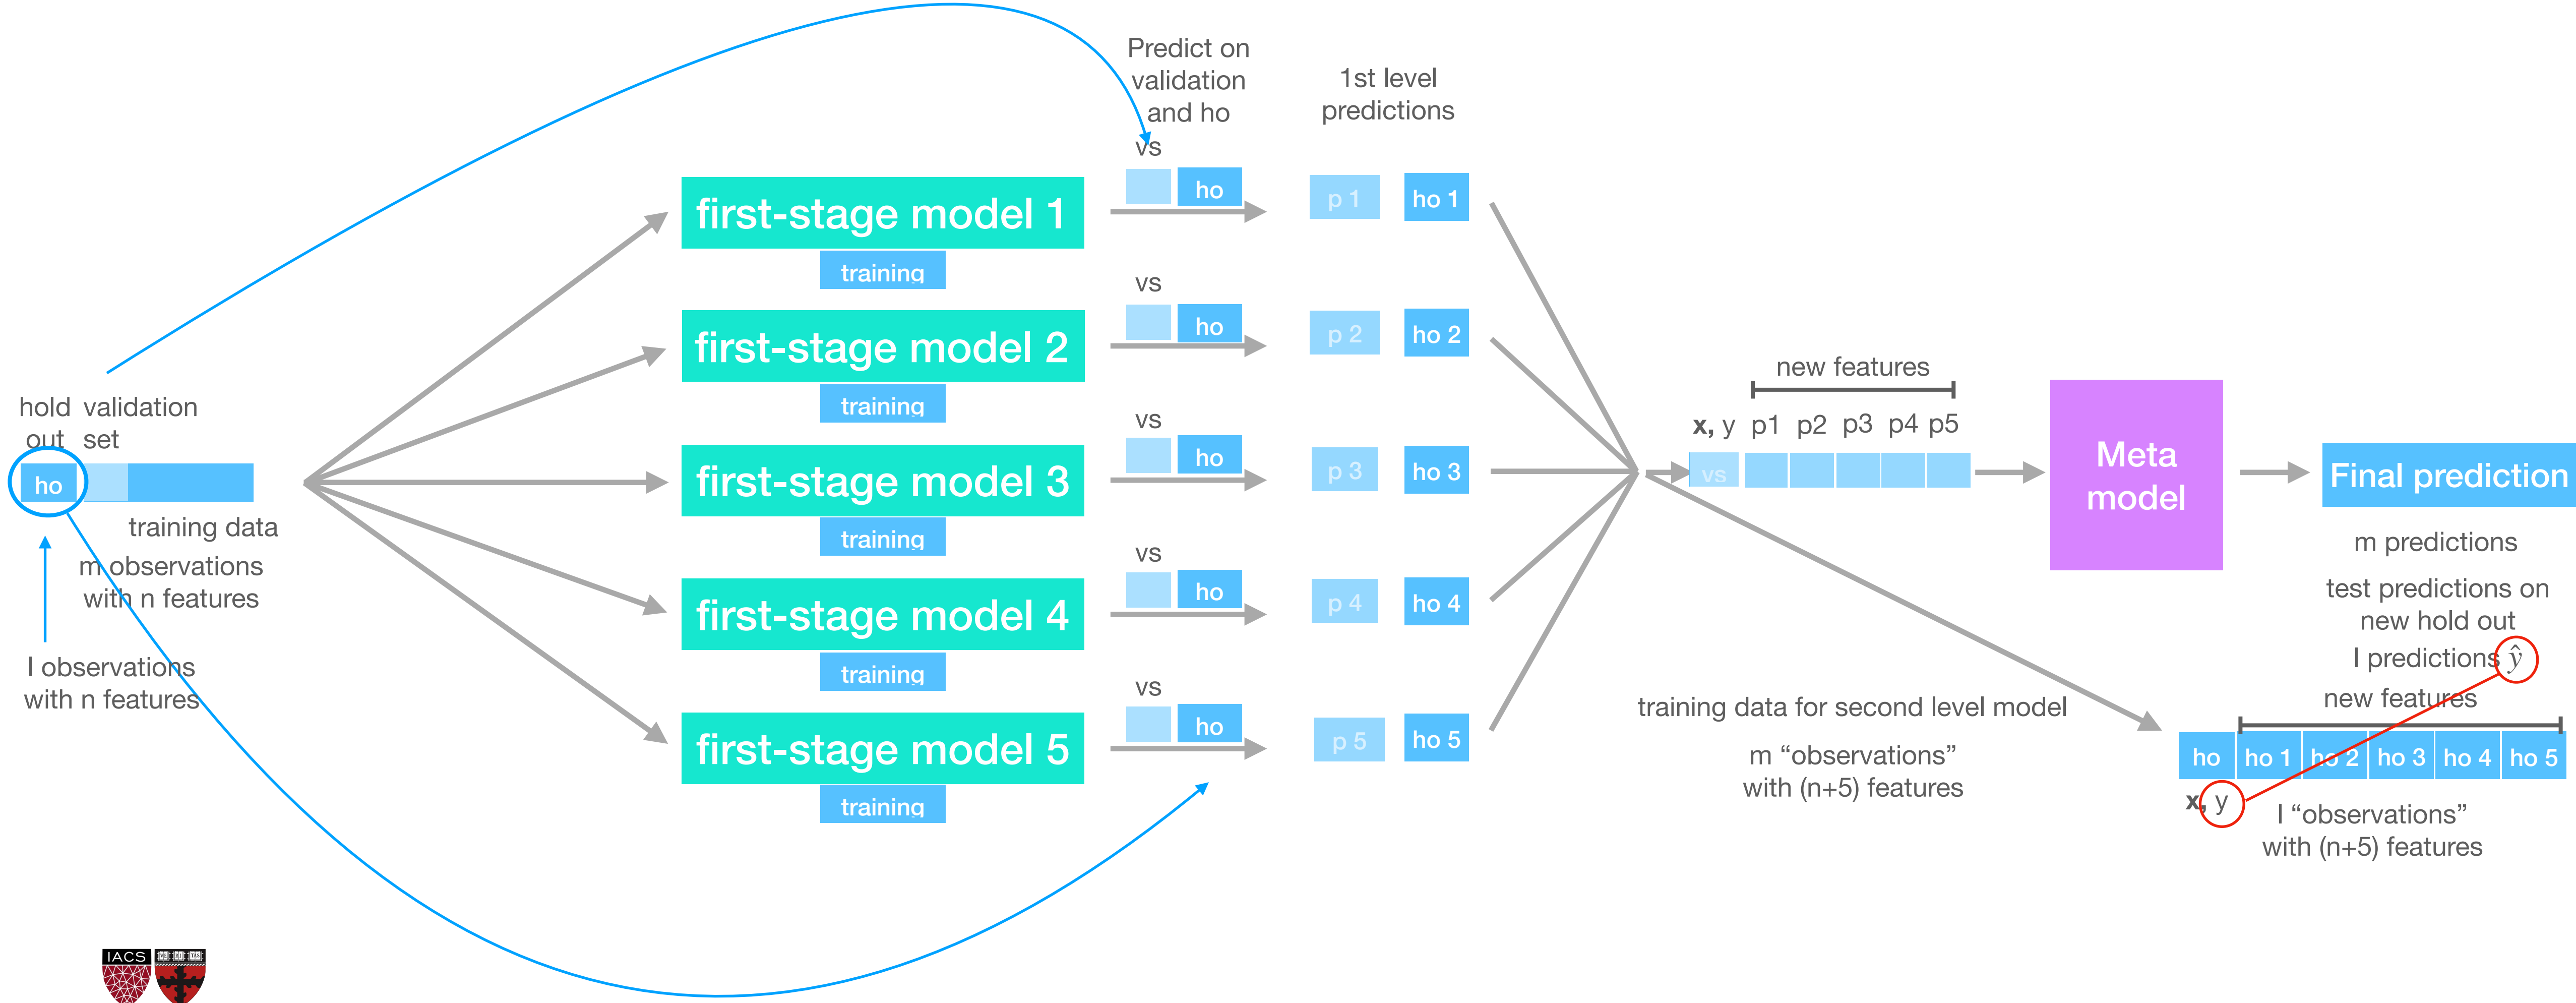 hold validation
out set
ho
training data
m observations
with n features
l observations
with n features
first-stage model 1
training
first-stage model 2
training
first-stage model 3
training
first-stage model 4
training
first-stage model 5
training
Predict on
validation
and ho
vs
ho
vs
ho
vs
ho
vs
ho
vs
ho
1st level
predictions
p 1 ho 1
p 2 ho 2
p 3 ho 3
p 4 ho 4
p 5 ho 5
new features
x, y p1 p2 p3 p4 p5
vs
training data for second level model
m “observations”
with (n+5) features
Meta
model
Final prediction
m predictions
test predictions on
new hold out
l predictions ŷ
new features
ho ho 1 ho 2 ho 3 ho 4 ho 5
x, y
l “observations”
with (n+5) features
IACS